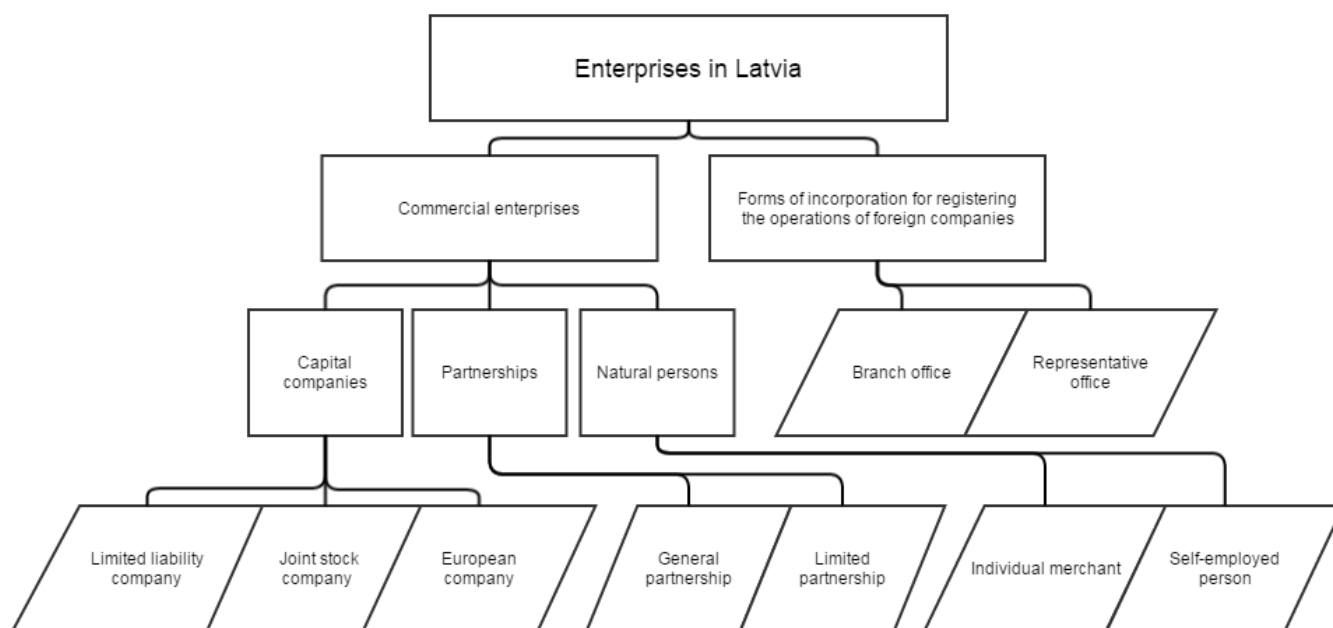 Enterprises in Latvia
Commercial enterprises
Forms of incorporation for registering
the operations of foreign companies
Capital
companies
Partnerships
Natural persons
Branch office
Representative
office
Limited liability
company
Joint stock
company
European
company
General
partnership
Limited
partnership
Individual merchant
Self-employed
person